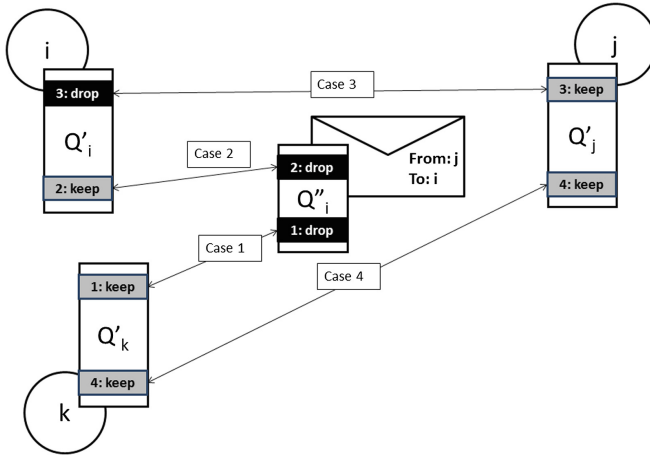 i
j
Case 3
3: drop
3: keep
Q'i
Q'j
Case 2
From: j
To: i
2: drop
2: keep
4: keep
Q''i
1: drop
Case 1
Case 4
1: keep
Q'k
4: keep
k